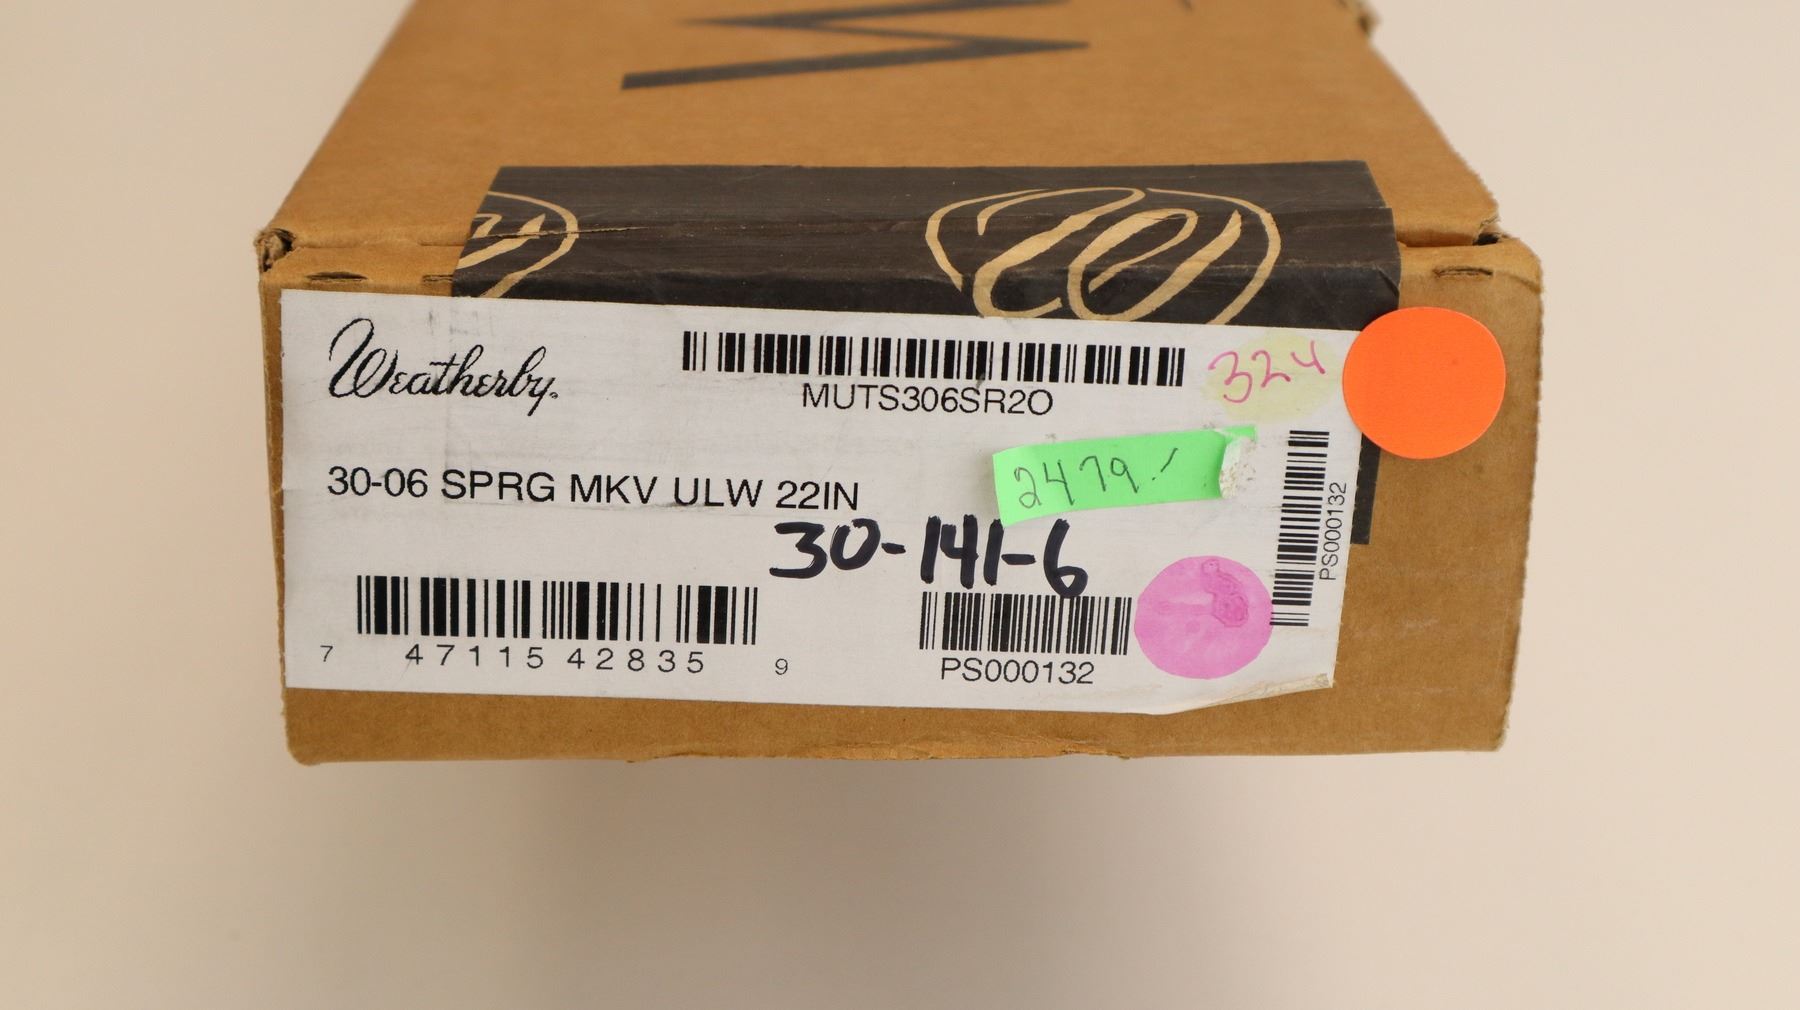 W
Weatherby.
MUTS306SR2O
324
2479.
30-06 SPRG MKV ULW 22IN
30-141-6
7 47115 42835 9
PS000132
PS000132